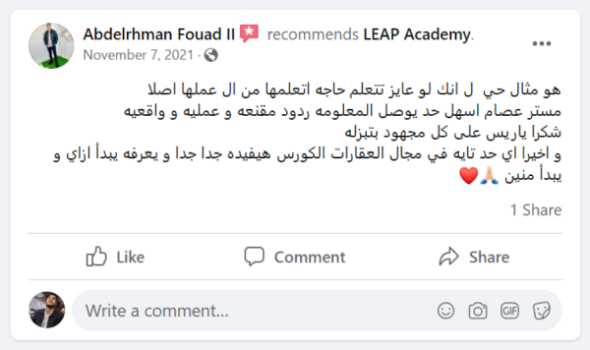 Abdelrhman Fouad II recommends LEAP Academy.
November 7, 2021 ·
هو مثال حي ل انك لو عايز تتعلم حاجه اتعلمها من ال عملها اصلا
مستر عصام اسهل حد يوصل المعلومه ردود مقنعه و عمليه و واقعيه
شكرا ياريس على كل مجهود بتبزله
و اخيرا اي حد تايه في مجال العقارات الكورس هيفيده جدا جدا و يعرفه يبدأ ازاي و
يبدأ منين 🙏🏻❤️
1 Share
Like Comment Share
Write a comment...
GIF